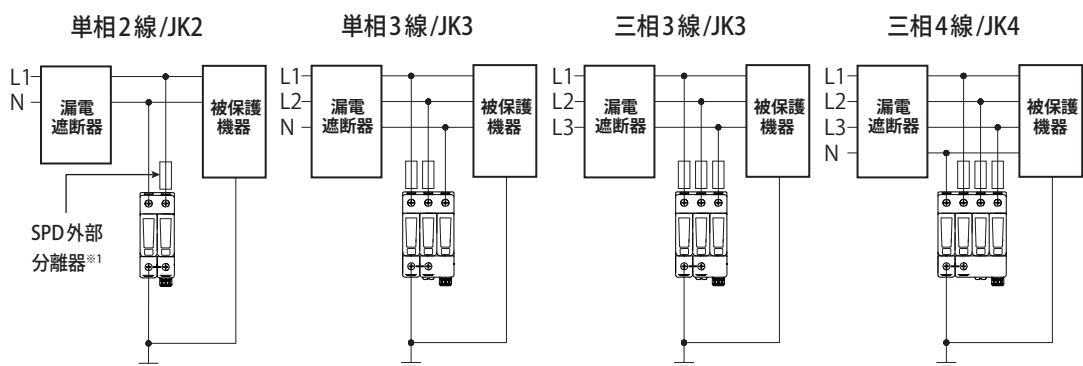 単相2線/JK2
L1
N
漏電
遮断器
被保護
機器
SPD外部
分離器※1
単相3線/JK3
L1
L2
N
漏電
遮断器
被保護
機器
三相3線/JK3
L1
L2
L3
漏電
遮断器
被保護
機器
三相4線/JK4
L1
L2
L3
N
漏電
遮断器
被保護
機器